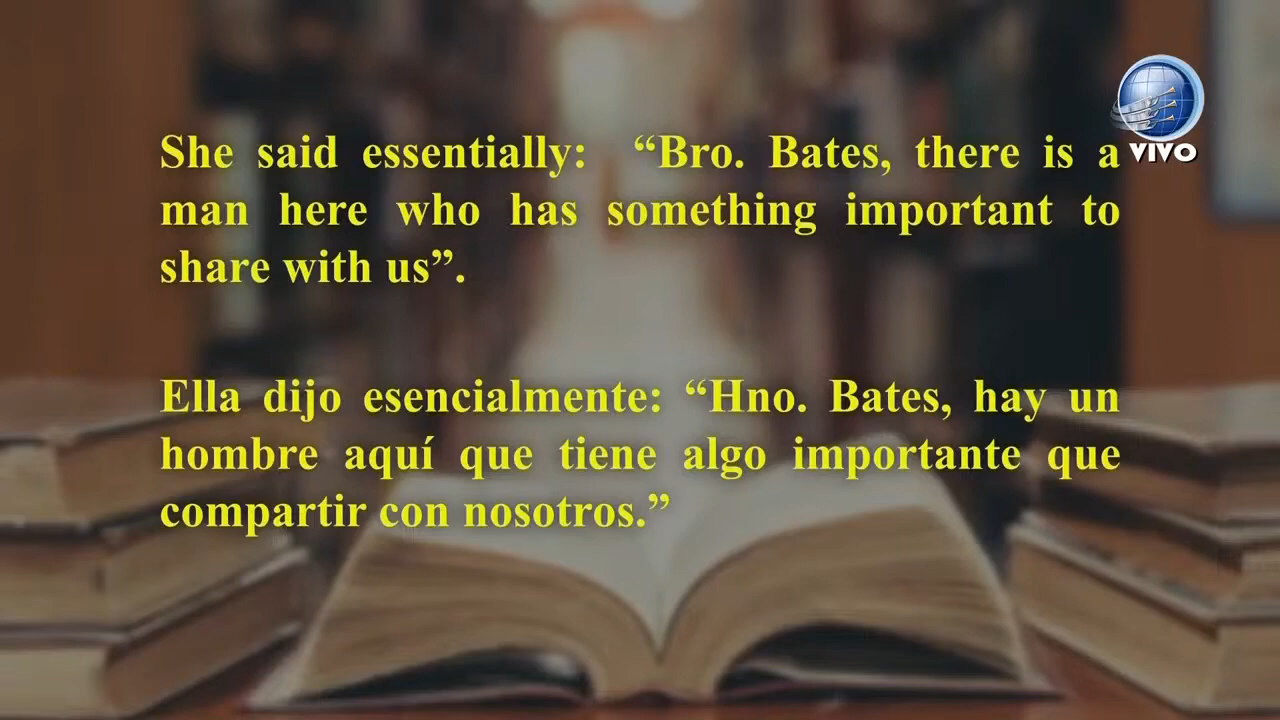 She said essentially: “Bro. Bates, there is a
man here who has something important to
share with us”.
Ella dijo esencialmente: “Hno. Bates, hay un
hombre aquí que tiene algo importante que
compartir con nosotros.”
VIVO